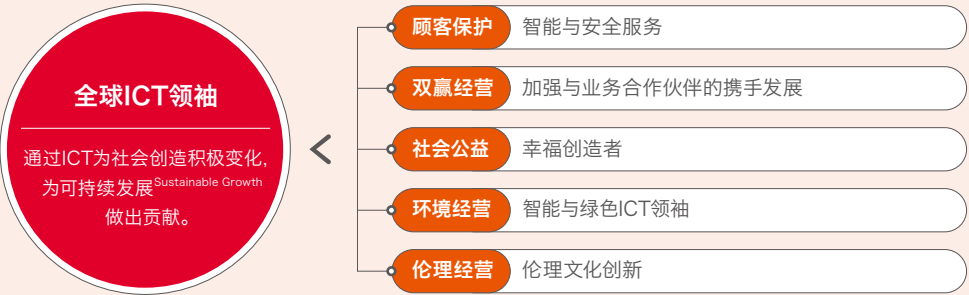 全球ICT领袖
通过ICT为社会创造积极变化,
为可持续发展Sustainable Growth
做出贡献。
顾客保护 智能与安全服务
双赢经营 加强与业务合作伙伴的携手发展
社会公益 幸福创造者
环境经营 智能与绿色ICT领袖
伦理经营 伦理文化创新